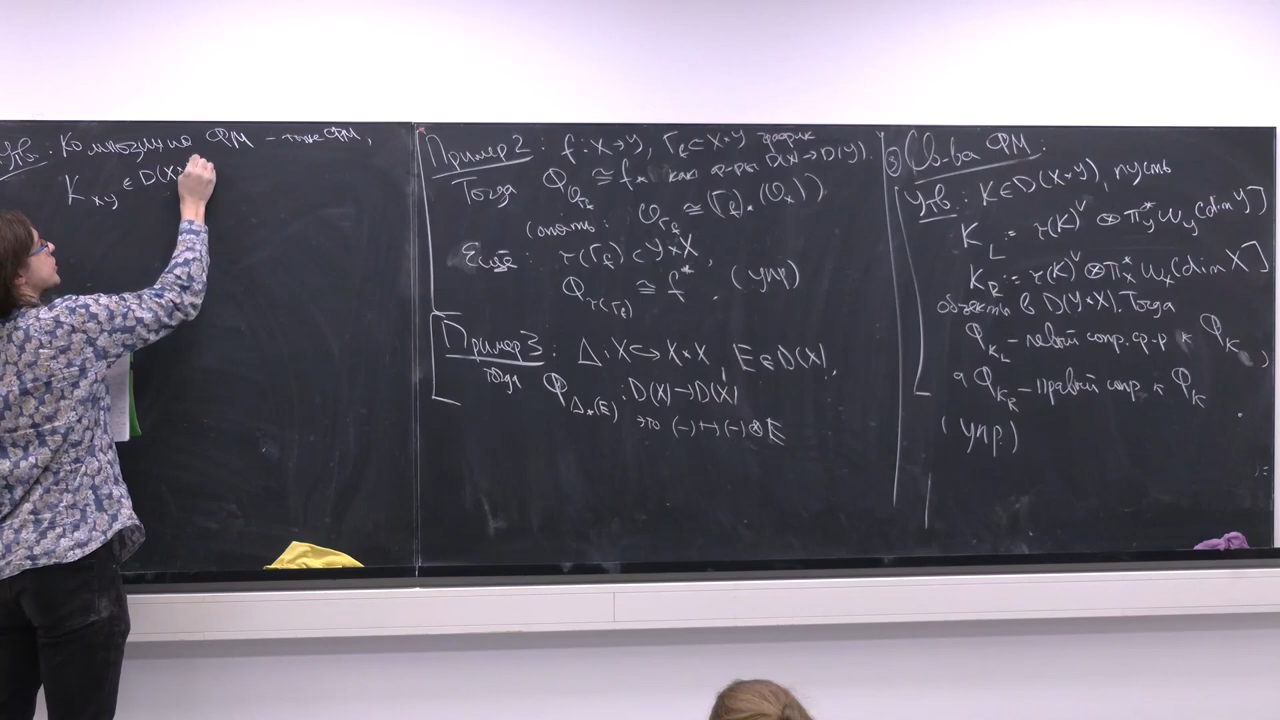 Утв.: Композиция ФМ – тоже ФМ,
K_{XY} ∈ D(X×
Пример 2: f: X → Y, Γ_f ⊂ X×Y график
Тогда Φ_{O_{Γ_f}} ≅ f_* как ф-ры D(X) → D(Y).
(опять: O_{Γ_f} ≅ (Γ_f)_*(O_X))
Ещё: τ(Γ_f) ⊂ Y×X,
Φ_{τ(Γ_f)} ≅ f^*. (упр)
Пример 3: Δ: X ↪ X×X, E ∈ D(X),
тогда Φ_{Δ_*(E)}: D(X) → D(X)
это (–) ↦ (–) ⊗ E
③ Св-ва ФМ:
Утв: K ∈ D(X×Y), пусть
K_L := τ(K)^∨ ⊗ π_Y^* ω_Y [dim Y]
K_R := τ(K)^∨ ⊗ π_X^* ω_X [dim X]
объекты в D(Y×X). Тогда
Φ_{K_L} – левый сопр. ф-р к Φ_K,
а Φ_{K_R} – правый сопр. к Φ_K
(упр.)